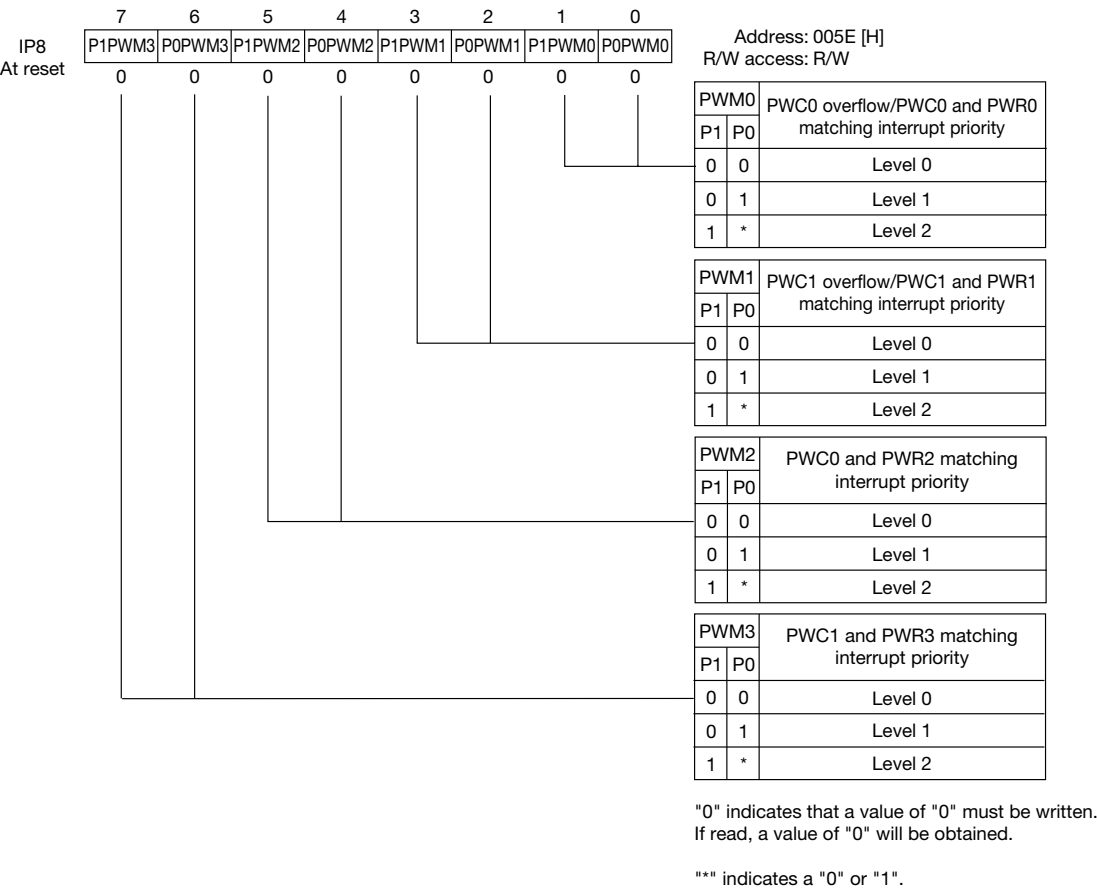 7 6 5 4 3 2 1 0
IP8 P1PWM3 P0PWM3 P1PWM2 P0PWM2 P1PWM1 P0PWM1 P1PWM0 P0PWM0
At reset 0 0 0 0 0 0 0 0
Address: 005E [H]
R/W access: R/W
PWM0 PWC0 overflow/PWC0 and PWR0
matching interrupt priority
P1 P0
0 0 Level 0
0 1 Level 1
1 * Level 2
PWM1 PWC1 overflow/PWC1 and PWR1
matching interrupt priority
P1 P0
0 0 Level 0
0 1 Level 1
1 * Level 2
PWM2 PWC0 and PWR2 matching
interrupt priority
P1 P0
0 0 Level 0
0 1 Level 1
1 * Level 2
PWM3 PWC1 and PWR3 matching
interrupt priority
P1 P0
0 0 Level 0
0 1 Level 1
1 * Level 2
"0" indicates that a value of "0" must be written.
If read, a value of "0" will be obtained.
"*" indicates a "0" or "1".